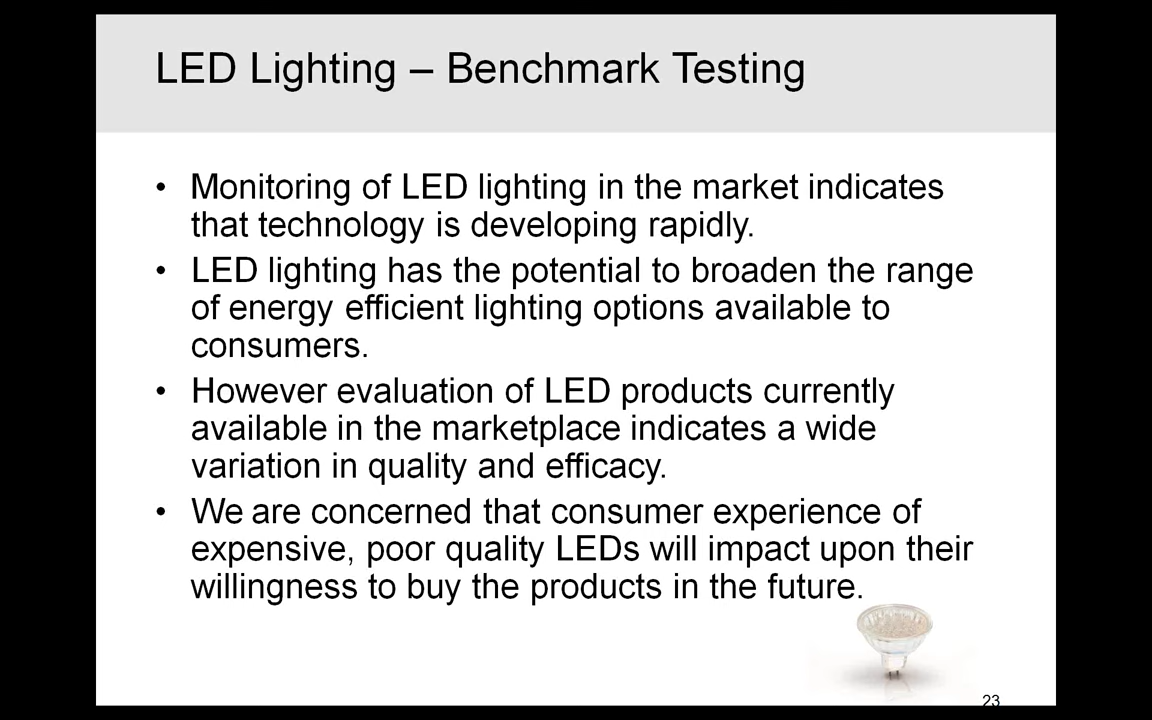 LED Lighting – Benchmark Testing
• Monitoring of LED lighting in the market indicates
that technology is developing rapidly.
• LED lighting has the potential to broaden the range
of energy efficient lighting options available to
consumers.
• However evaluation of LED products currently
available in the marketplace indicates a wide
variation in quality and efficacy.
• We are concerned that consumer experience of
expensive, poor quality LEDs will impact upon their
willingness to buy the products in the future.
23